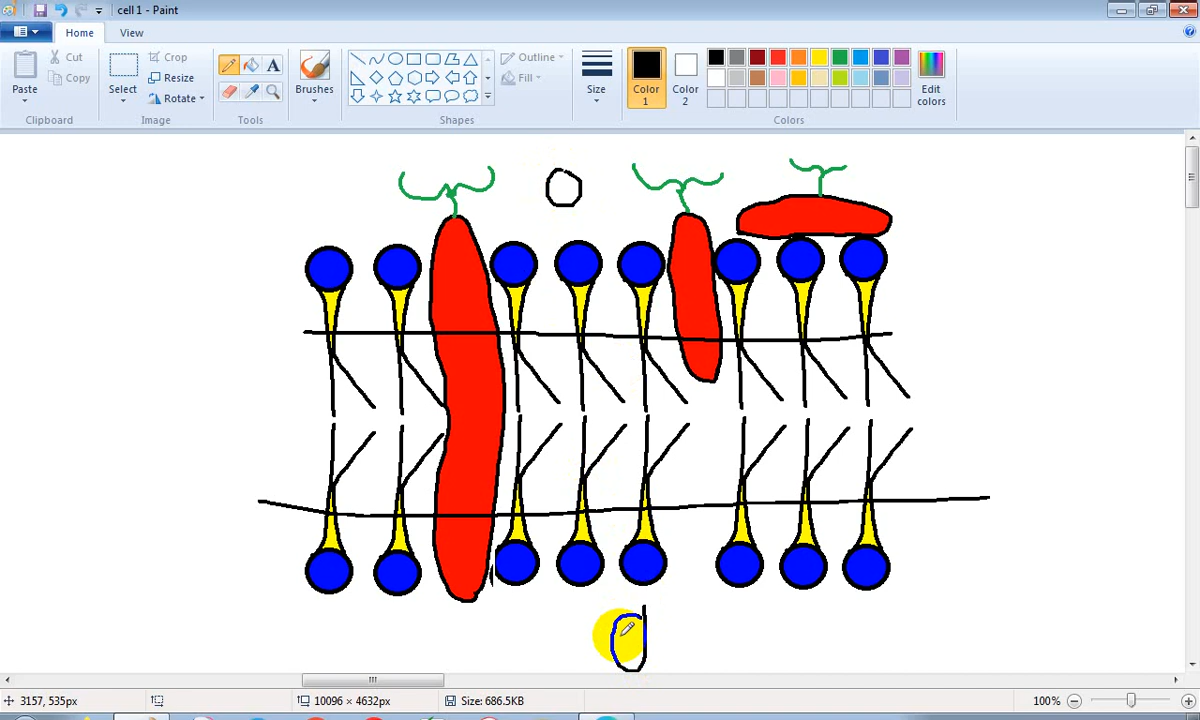 cell 1 - Paint
Home View
Paste
Cut
Copy
Clipboard
Select
Crop
Resize
Rotate
Image
A
Tools
Brushes
Outline
Fill
Shapes
Size
Color 1
Color 2
Edit colors
Colors
3157, 535px
10096 × 4632px
Size: 686.5KB
100%